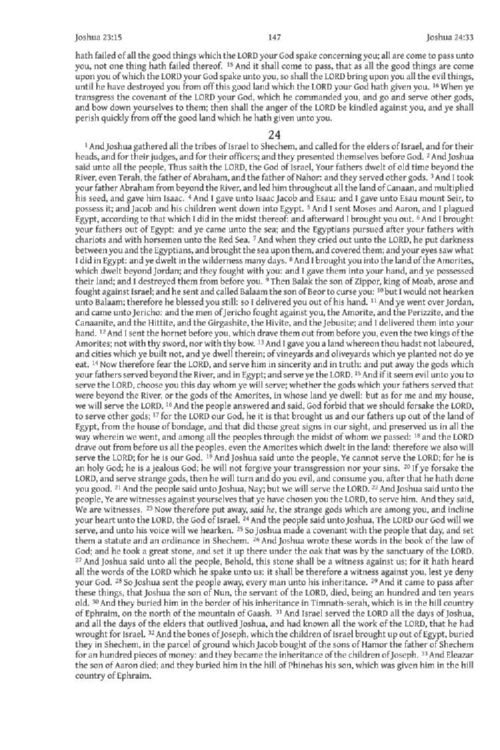 Joshua 23:15 147 Joshua 24:33
hath failed of all the good things which the LORD your God spake concerning you; all are come to pass unto
you, not one thing hath failed thereof. 15 And it shall come to pass, that as all the good things are come
upon you of which the LORD your God spake unto you, so shall the LORD bring upon you all the evil things,
until he have destroyed you from off this good land which the LORD your God hath given you. 16 When ye
transgress the covenant of the LORD your God, which he commanded you, and go and serve other gods,
and bow down yourselves to them; then shall the anger of the LORD be kindled against you, and ye shall
perish quickly from off the good land which he hath given unto you.
24
1 And Joshua gathered all the tribes of Israel to Shechem, and called for the elders of Israel, and for their
heads, and for their judges, and for their officers; and they presented themselves before God. 2 And Joshua
said unto all the people, Thus saith the LORD, the God of Israel, Your fathers dwelt of old time beyond the
River, even Terah, the father of Abraham, and the father of Nahor: and they served other gods. 3 And I took
your father Abraham from beyond the River, and led him throughout all the land of Canaan, and multiplied
his seed, and gave him Isaac. 4 And I gave unto Isaac Jacob and Esau: and I gave unto Esau mount Seir, to
possess it; and Jacob and his children went down into Egypt. 5 And I sent Moses and Aaron, and I plagued
Egypt, according to that which I did in the midst thereof: and afterward I brought you out. 6 And I brought
your fathers out of Egypt: and ye came unto the sea; and the Egyptians pursued after your fathers with
chariots and with horsemen unto the Red Sea. 7 And when they cried out unto the LORD, he put darkness
between you and the Egyptians, and brought the sea upon them, and covered them; and your eyes saw what
I did in Egypt: and ye dwelt in the wilderness many days. 8 And I brought you into the land of the Amorites,
which dwelt beyond Jordan; and they fought with you: and I gave them into your hand, and ye possessed
their land; and I destroyed them from before you. 9 Then Balak the son of Zippor, king of Moab, arose and
fought against Israel; and he sent and called Balaam the son of Beor to curse you: 10 but I would not hearken
unto Balaam; therefore he blessed you still: so I delivered you out of his hand. 11 And ye went over Jordan,
and came unto Jericho: and the men of Jericho fought against you, the Amorite, and the Perizzite, and the
Canaanite, and the Hittite, and the Girgashite, the Hivite, and the Jebusite; and I delivered them into your
hand. 12 And I sent the hornet before you, which drave them out from before you, even the two kings of the
Amorites; not with thy sword, nor with thy bow. 13 And I gave you a land whereon thou hadst not laboured,
and cities which ye built not, and ye dwell therein; of vineyards and oliveyards which ye planted not do ye
eat. 14 Now therefore fear the LORD, and serve him in sincerity and in truth: and put away the gods which
your fathers served beyond the River, and in Egypt; and serve ye the LORD. 15 And if it seem evil unto you to
serve the LORD, choose you this day whom ye will serve; whether the gods which your fathers served that
were beyond the River, or the gods of the Amorites, in whose land ye dwell: but as for me and my house,
we will serve the LORD. 16 And the people answered and said, God forbid that we should forsake the LORD,
to serve other gods; 17 for the LORD our God, he it is that brought us and our fathers up out of the land of
Egypt, from the house of bondage, and that did those great signs in our sight, and preserved us in all the
way wherein we went, and among all the peoples through the midst of whom we passed: 18 and the LORD
drave out from before us all the peoples, even the Amorites which dwelt in the land: therefore we also will
serve the LORD; for he is our God. 19 And Joshua said unto the people, Ye cannot serve the LORD; for he is
an holy God; he is a jealous God; he will not forgive your transgression nor your sins. 20 If ye forsake the
LORD, and serve strange gods, then he will turn and do you evil, and consume you, after that he hath done
you good. 21 And the people said unto Joshua, Nay; but we will serve the LORD. 22 And Joshua said unto the
people, Ye are witnesses against yourselves that ye have chosen you the LORD, to serve him. And they said,
We are witnesses. 23 Now therefore put away, said he, the strange gods which are among you, and incline
your heart unto the LORD, the God of Israel. 24 And the people said unto Joshua, The LORD our God will we
serve, and unto his voice will we hearken. 25 So Joshua made a covenant with the people that day, and set
them a statute and an ordinance in Shechem. 26 And Joshua wrote these words in the book of the law of
God; and he took a great stone, and set it up there under the oak that was by the sanctuary of the LORD.
27 And Joshua said unto all the people, Behold, this stone shall be a witness against us; for it hath heard
all the words of the LORD which he spake unto us: it shall be therefore a witness against you, lest ye deny
your God. 28 So Joshua sent the people away, every man unto his inheritance. 29 And it came to pass after
these things, that Joshua the son of Nun, the servant of the LORD, died, being an hundred and ten years
old. 30 And they buried him in the border of his inheritance in Timnath-serah, which is in the hill country
of Ephraim, on the north of the mountain of Gaash. 31 And Israel served the LORD all the days of Joshua,
and all the days of the elders that outlived Joshua, and had known all the work of the LORD, that he had
wrought for Israel. 32 And the bones of Joseph, which the children of Israel brought up out of Egypt, buried
they in Shechem, in the parcel of ground which Jacob bought of the sons of Hamor the father of Shechem
for an hundred pieces of money: and they became the inheritance of the children of Joseph. 33 And Eleazar
the son of Aaron died; and they buried him in the hill of Phinehas his son, which was given him in the hill
country of Ephraim.